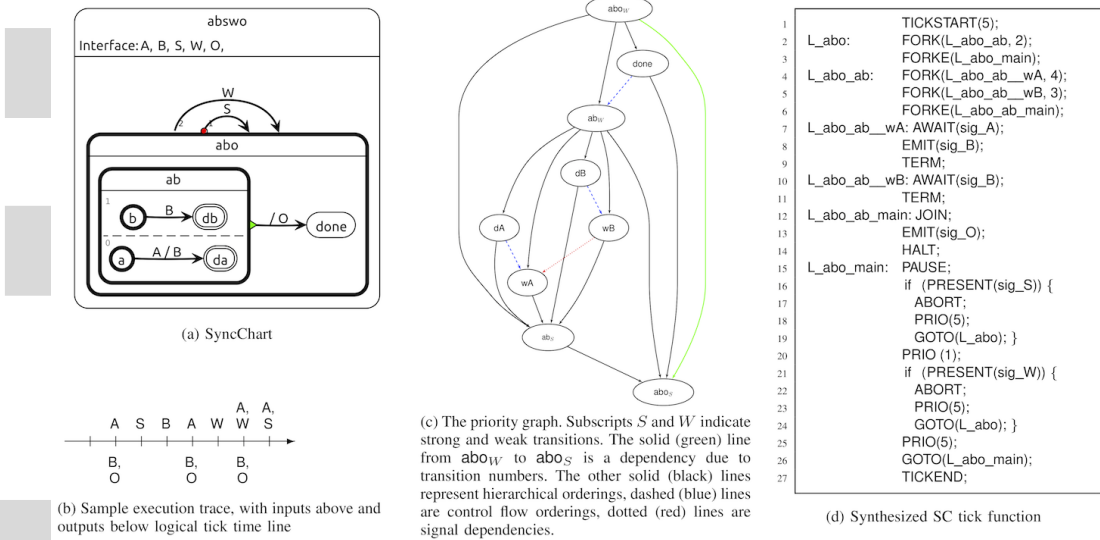 abswo
Interface: A, B, S, W, O,
W
S
2
1
abo
ab
1
b
B
db
0
a
A / B
da
/ O
done
(a) SyncChart
A S B A W A, W A, S
B, O B, O B, O
(b) Sample execution trace, with inputs above and
outputs below logical tick time line
aboW
done
abW
dB
dA
wB
wA
abS
aboS
(c) The priority graph. Subscripts S and W indicate
strong and weak transitions. The solid (green) line
from aboW to aboS is a dependency due to
transition numbers. The other solid (black) lines
represent hierarchical orderings, dashed (blue) lines
are control flow orderings, dotted (red) lines are
signal dependencies.
1 TICKSTART(5);
2 L_abo: FORK(L_abo_ab, 2);
3 FORKE(L_abo_main);
4 L_abo_ab: FORK(L_abo_ab__wA, 4);
5 FORK(L_abo_ab__wB, 3);
6 FORKE(L_abo_ab_main);
7 L_abo_ab__wA: AWAIT(sig_A);
8 EMIT(sig_B);
9 TERM;
10 L_abo_ab__wB: AWAIT(sig_B);
11 TERM;
12 L_abo_ab_main: JOIN;
13 EMIT(sig_O);
14 HALT;
15 L_abo_main: PAUSE;
16 if (PRESENT(sig_S)) {
17 ABORT;
18 PRIO(5);
19 GOTO(L_abo); }
20 PRIO (1);
21 if (PRESENT(sig_W)) {
22 ABORT;
23 PRIO(5);
24 GOTO(L_abo); }
25 PRIO(5);
26 GOTO(L_abo_main);
27 TICKEND;
(d) Synthesized SC tick function